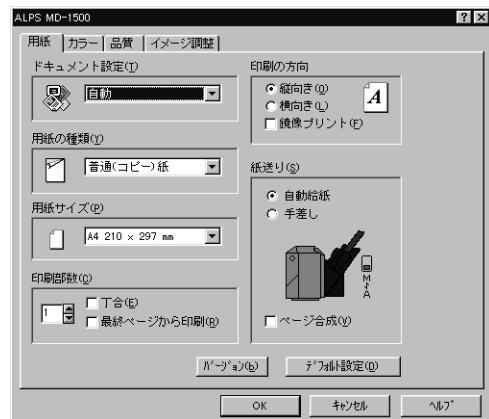 ALPS MD-1500
用紙 カラー 品質 イメージ調整
ドキュメント設定(T)
自動
用紙の種類(Y)
普通(コピー)紙
用紙サイズ(P)
A4 210 × 297 mm
印刷部数(C)
1
丁合(E)
最終ページから印刷(R)
印刷の方向
縦向き(O)
横向き(L)
鏡像プリント(F)
A
紙送り(S)
自動給紙
手差し
M
A
ページ合成(V)
バージョン(b) デフォルト設定(D)
OK キャンセル ヘルプ